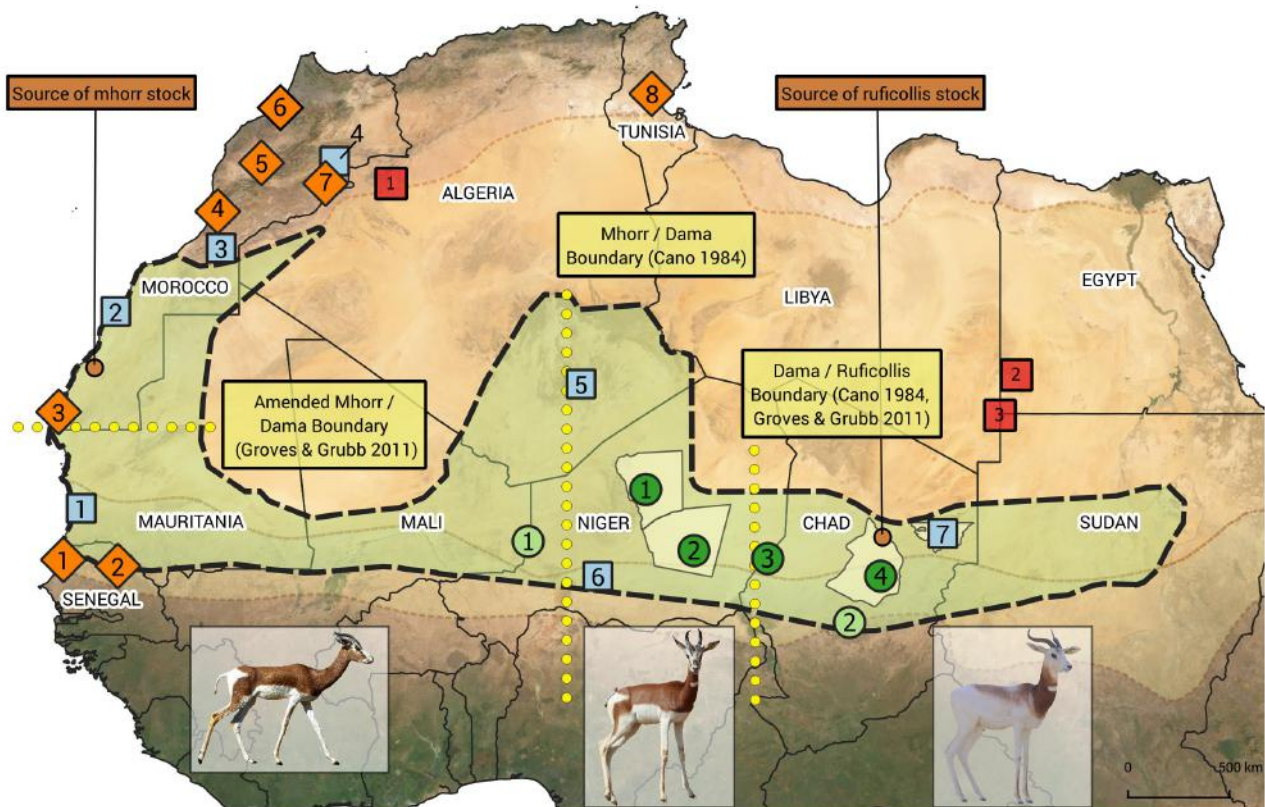 Source of mhorr stock
Source of ruficollis stock
6
8
TUNISIA
4
5
7
1
ALGERIA
4
3
Mhorr / Dama
Boundary (Cano 1984)
MOROCCO
LIBYA
EGYPT
2
Dama / Ruficollis
Boundary (Cano 1984,
Groves & Grubb 2011)
2
5
Amended Mhorr /
Dama Boundary
(Groves & Grubb 2011)
3
3
1
1
MAURITANIA
MALI
NIGER
CHAD
SUDAN
7
1
2
3
1
2
6
4
SENEGAL
2
0
500 km